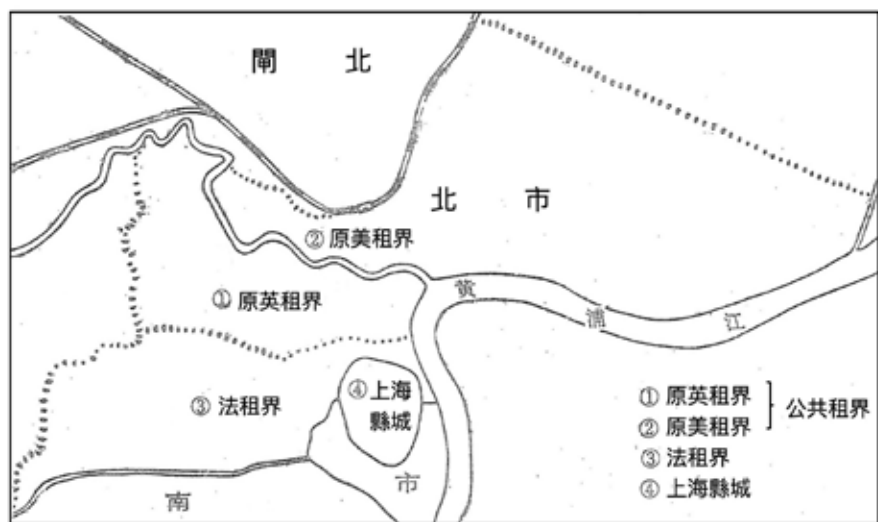 閘北
北市
② 原美租界
① 原英租界
黄浦江
③ 法租界
④ 上海
縣城
南市
① 原英租界
② 原美租界
公共租界
③ 法租界
④ 上海縣城